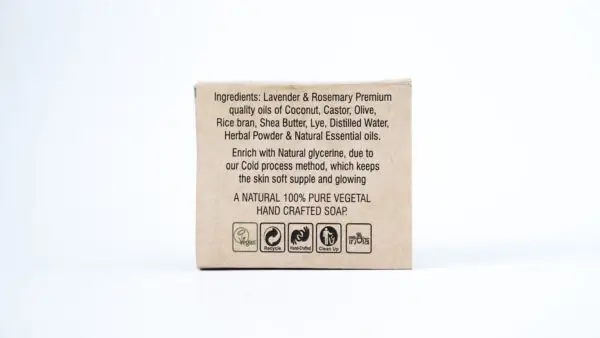 Ingredients: Lavender & Rosemary Premium
quality oils of Coconut, Castor, Olive,
Rice bran, Shea Butter, Lye, Distilled Water,
Herbal Powder & Natural Essential oils.
Enrich with Natural glycerine, due to
our Cold process method, which keeps
the skin soft supple and glowing
A NATURAL 100% PURE VEGETAL
HAND CRAFTED SOAP.
Vegan Recycle Hand-Crafted Clean Up